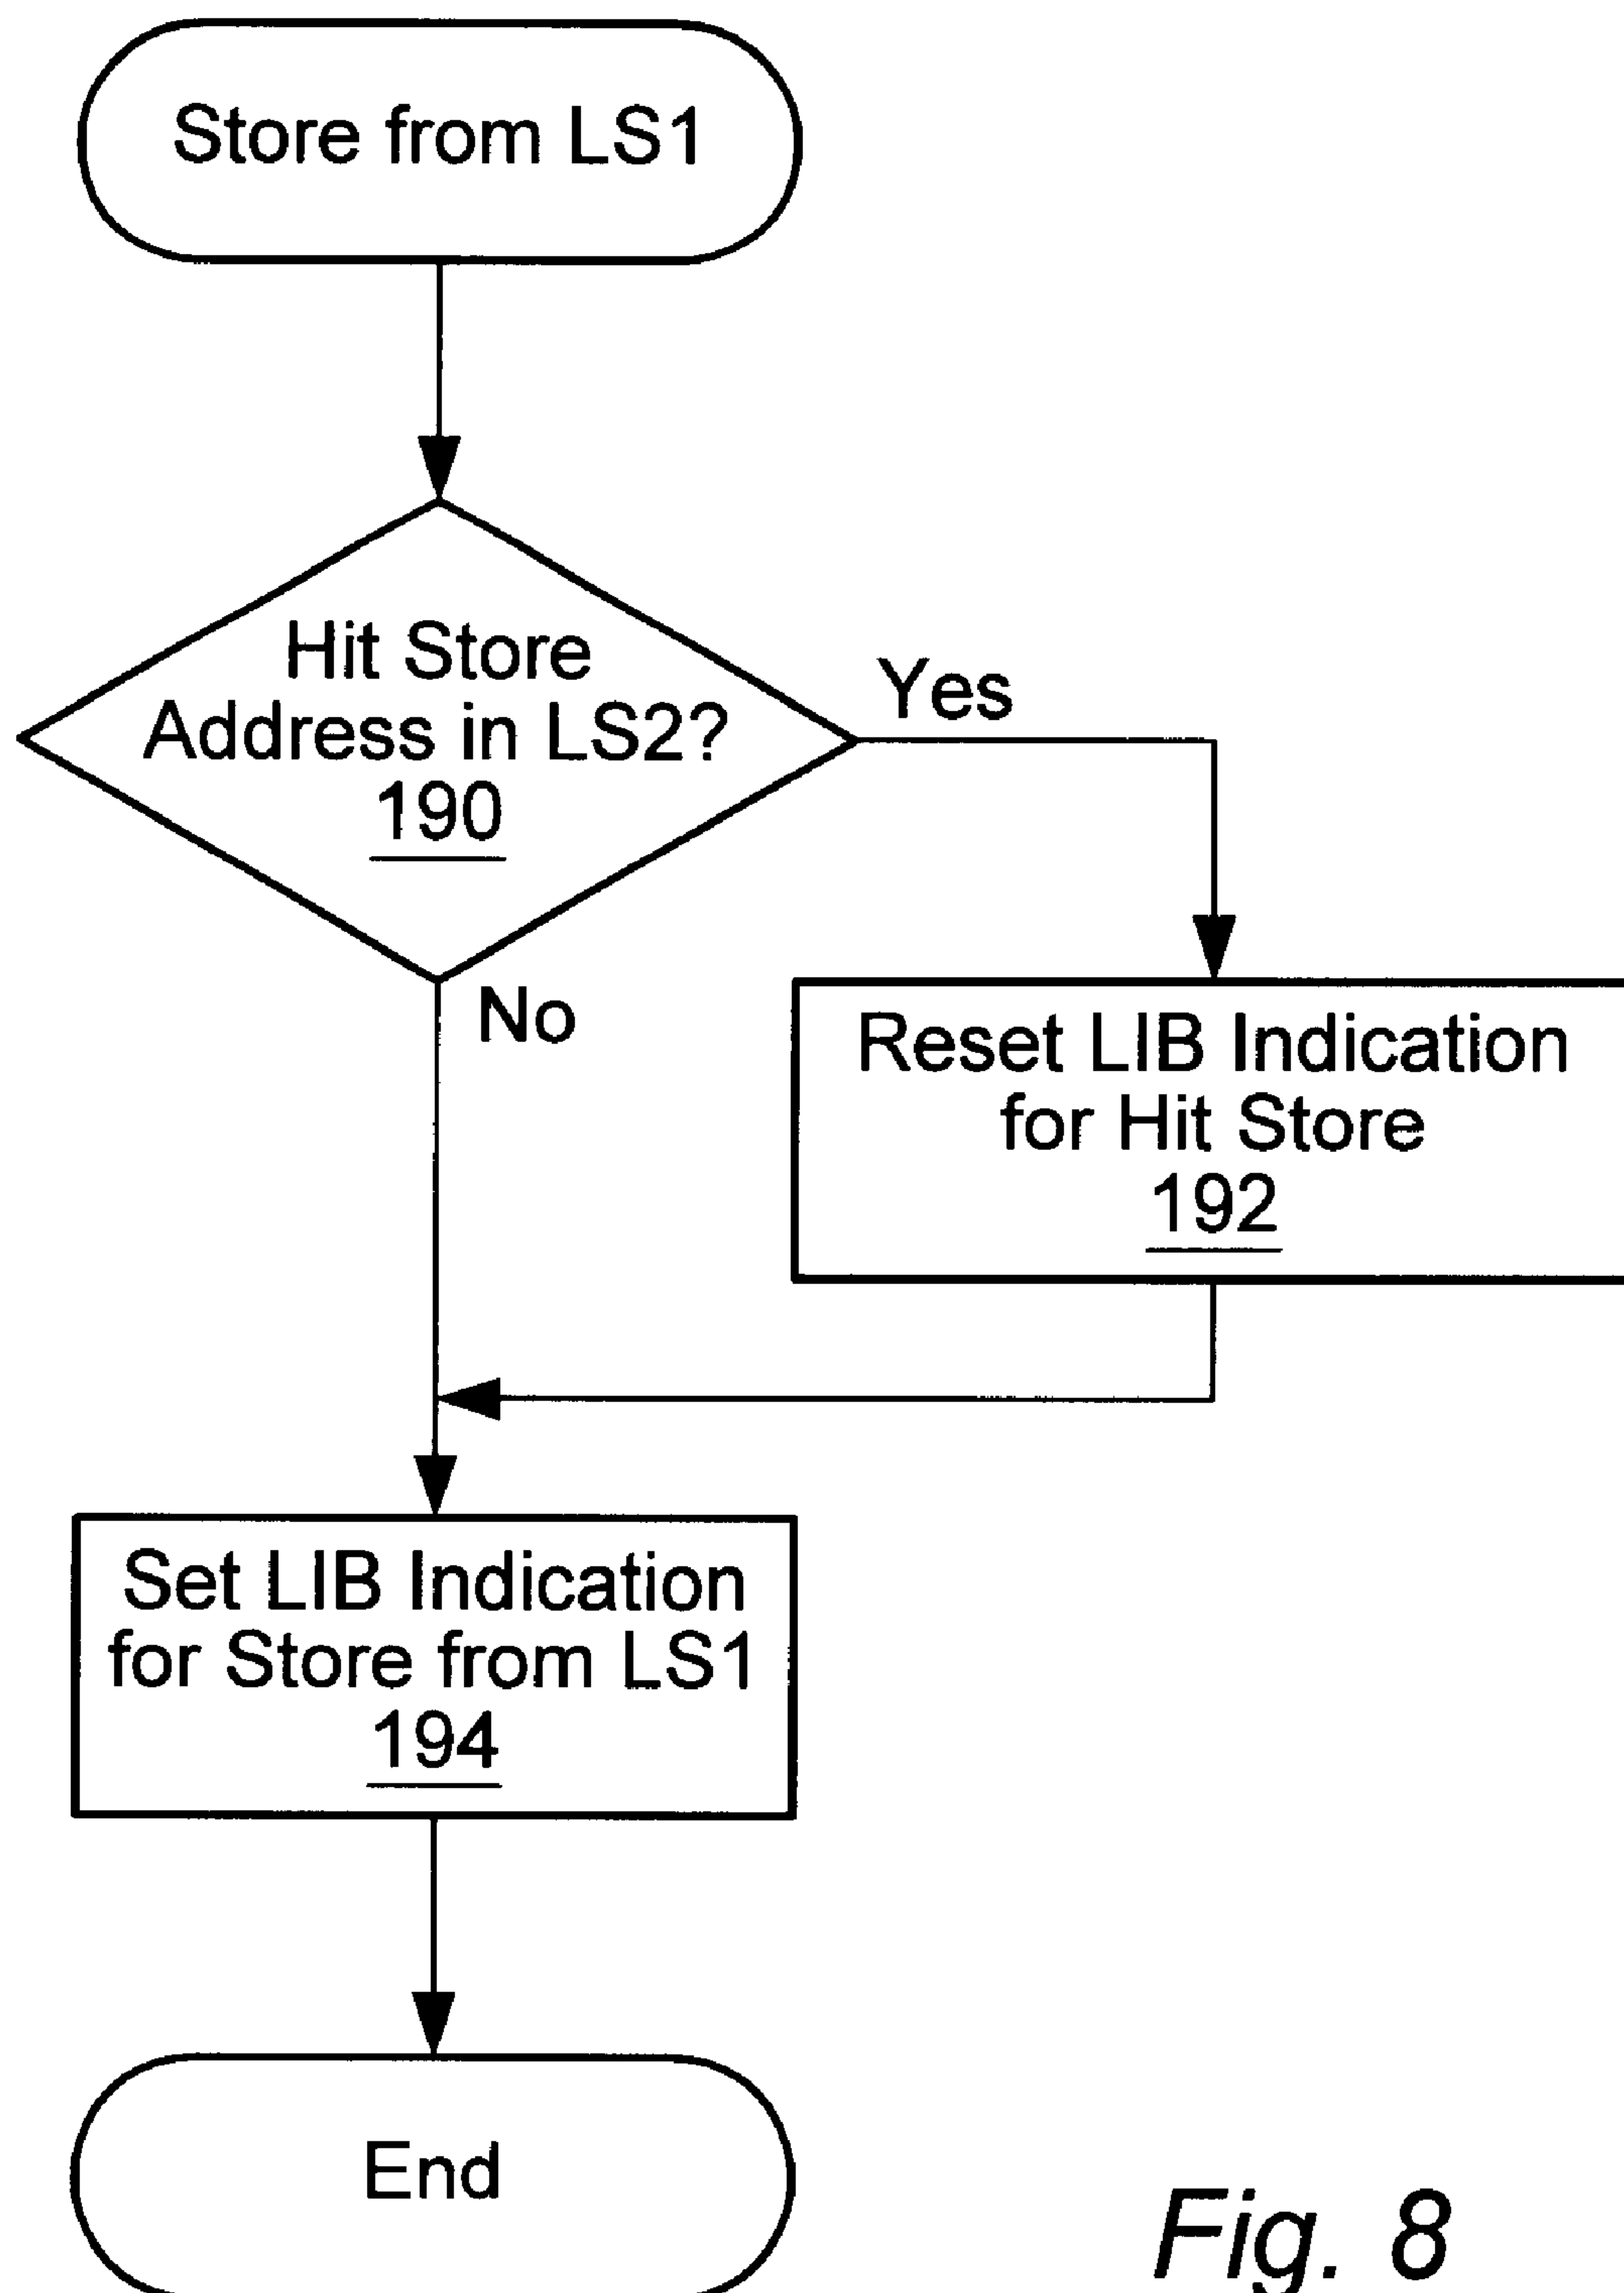 Store from LS1
Hit Store
Address in LS2?
190
Yes
No
Reset LIB Indication
for Hit Store
192
Set LIB Indication
for Store from LS1
194
End
Fig. 8